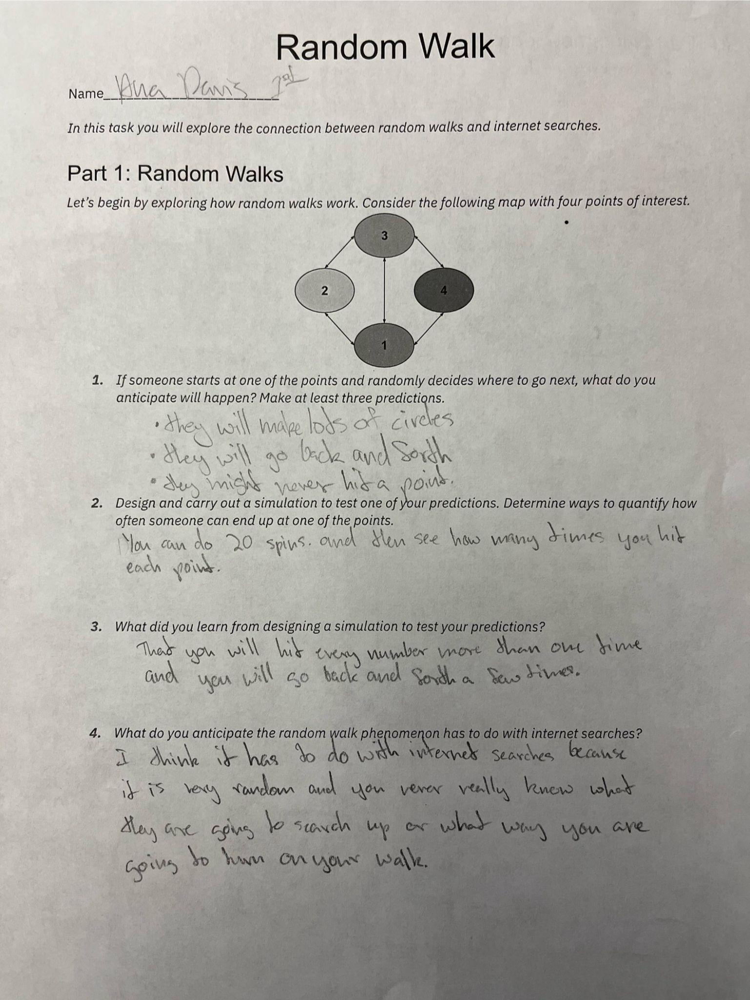 Random Walk
Name Ana Davis 1st
In this task you will explore the connection between random walks and internet searches.
Part 1: Random Walks
Let's begin by exploring how random walks work. Consider the following map with four points of interest.
3
2
4
1
1. If someone starts at one of the points and randomly decides where to go next, what do you
anticipate will happen? Make at least three predictions.
• they will make lots of circles
• they will go back and forth
• they might never hit a point.
2. Design and carry out a simulation to test one of your predictions. Determine ways to quantify how
often someone can end up at one of the points.
You can do 20 spins. and then see how many times you hit
each point.
3. What did you learn from designing a simulation to test your predictions?
That you will hit every number more than one time
and you will go back and forth a few times.
4. What do you anticipate the random walk phenomenon has to do with internet searches?
I think it has to do with internet searches because
it is very random and you never really know what
they are going to search up or what way you are
going to turn on your walk.